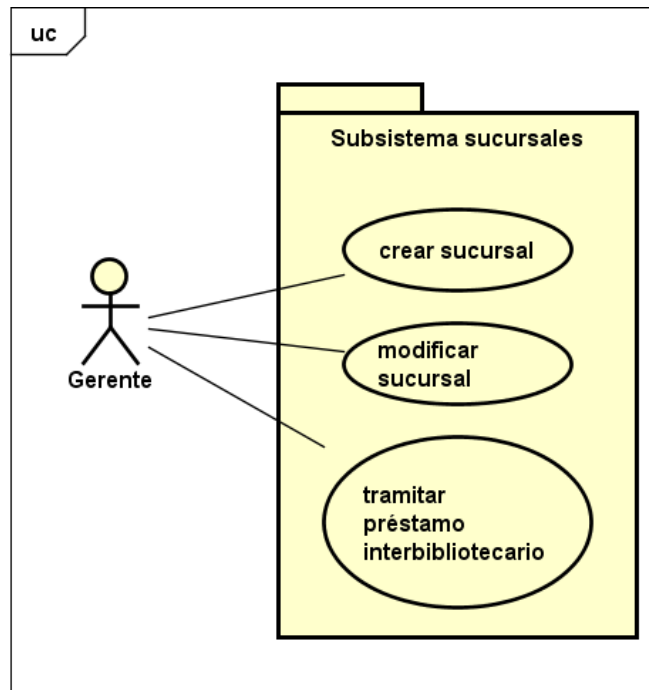 uc
Subsistema sucursales
crear sucursal
modificar
sucursal
Gerente
tramitar
préstamo
interbibliotecario